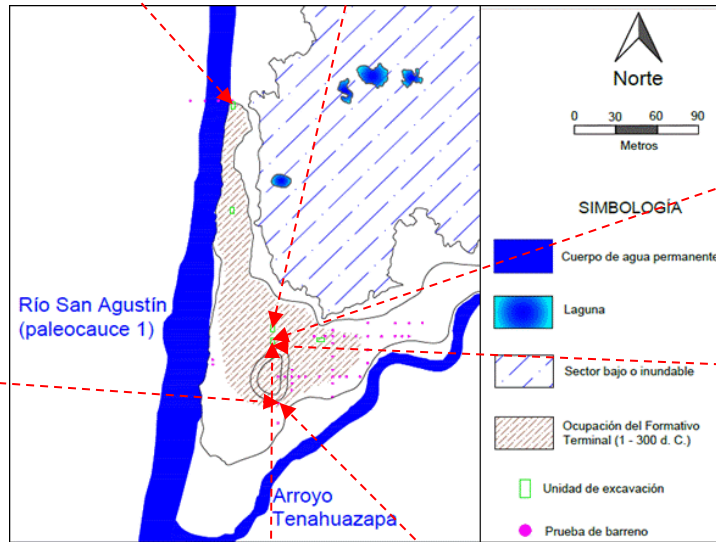 Norte
0 30 60 90
Metros
SIMBOLOGÍA
Cuerpo de agua permanente
Laguna
Sector bajo o inundable
Ocupación del Formativo
Terminal (1 - 300 d. C.)
Unidad de excavación
Prueba de barreno
Río San Agustín
(paleocauce 1)
Arroyo
Tenahuazapa